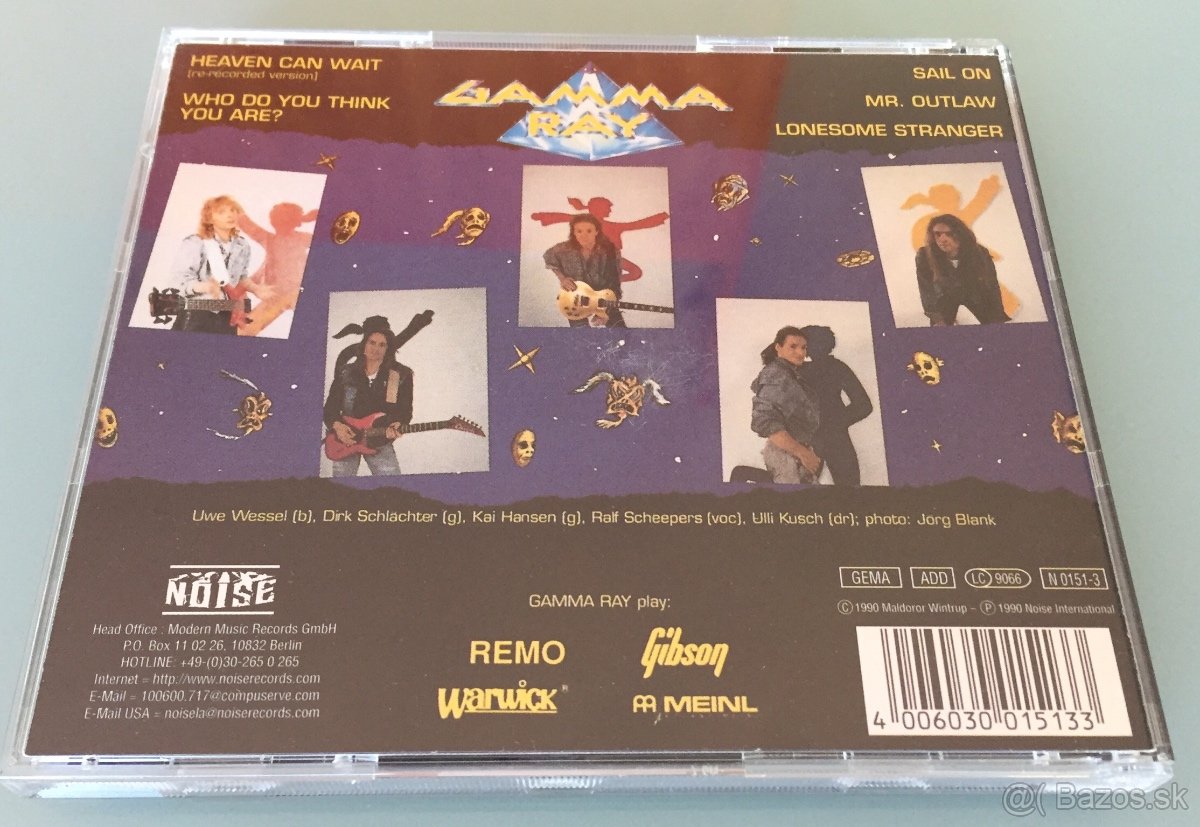 HEAVEN CAN WAIT
[re-recorded version]
WHO DO YOU THINK
YOU ARE?
GAMMA
RAY
SAIL ON
MR. OUTLAW
LONESOME STRANGER
Uwe Wessel (b), Dirk Schlächter (g), Kai Hansen (g), Ralf Scheepers (voc), Ulli Kusch (dr); photo: Jörg Blank
NOISE
Head Office : Modern Music Records GmbH
P.O. Box 11 02 26, 10832 Berlin
HOTLINE: +49-(0)30-265 0 265
Internet = http://www.noiserecords.com
E-Mail = 100600.717@compuserve.com
E-Mail USA = noisela@noiserecords.com
GAMMA RAY play:
REMO
Gibson
Warwick®
MEINL
GEMA ADD LC 9066 N 0151-3
© 1990 Maldoror Wintrup – ℗ 1990 Noise International
4 006030 015133
@( Bazos.sk